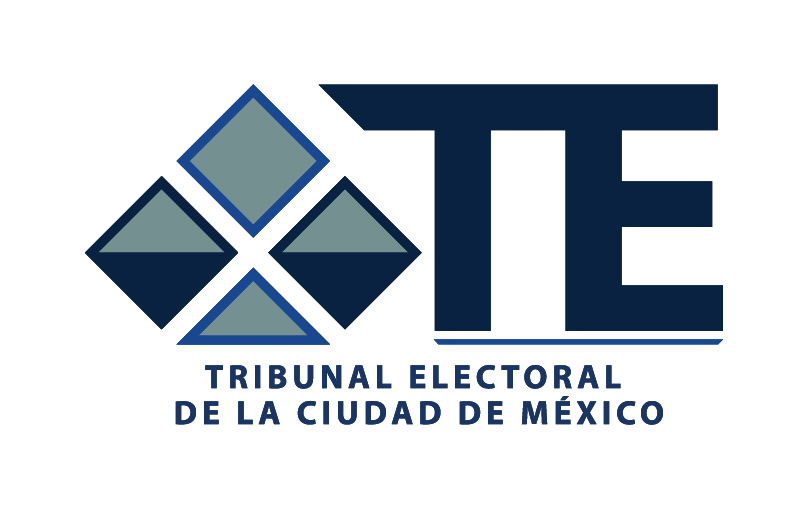 TE
TRIBUNAL ELECTORAL
DE LA CIUDAD DE MÉXICO